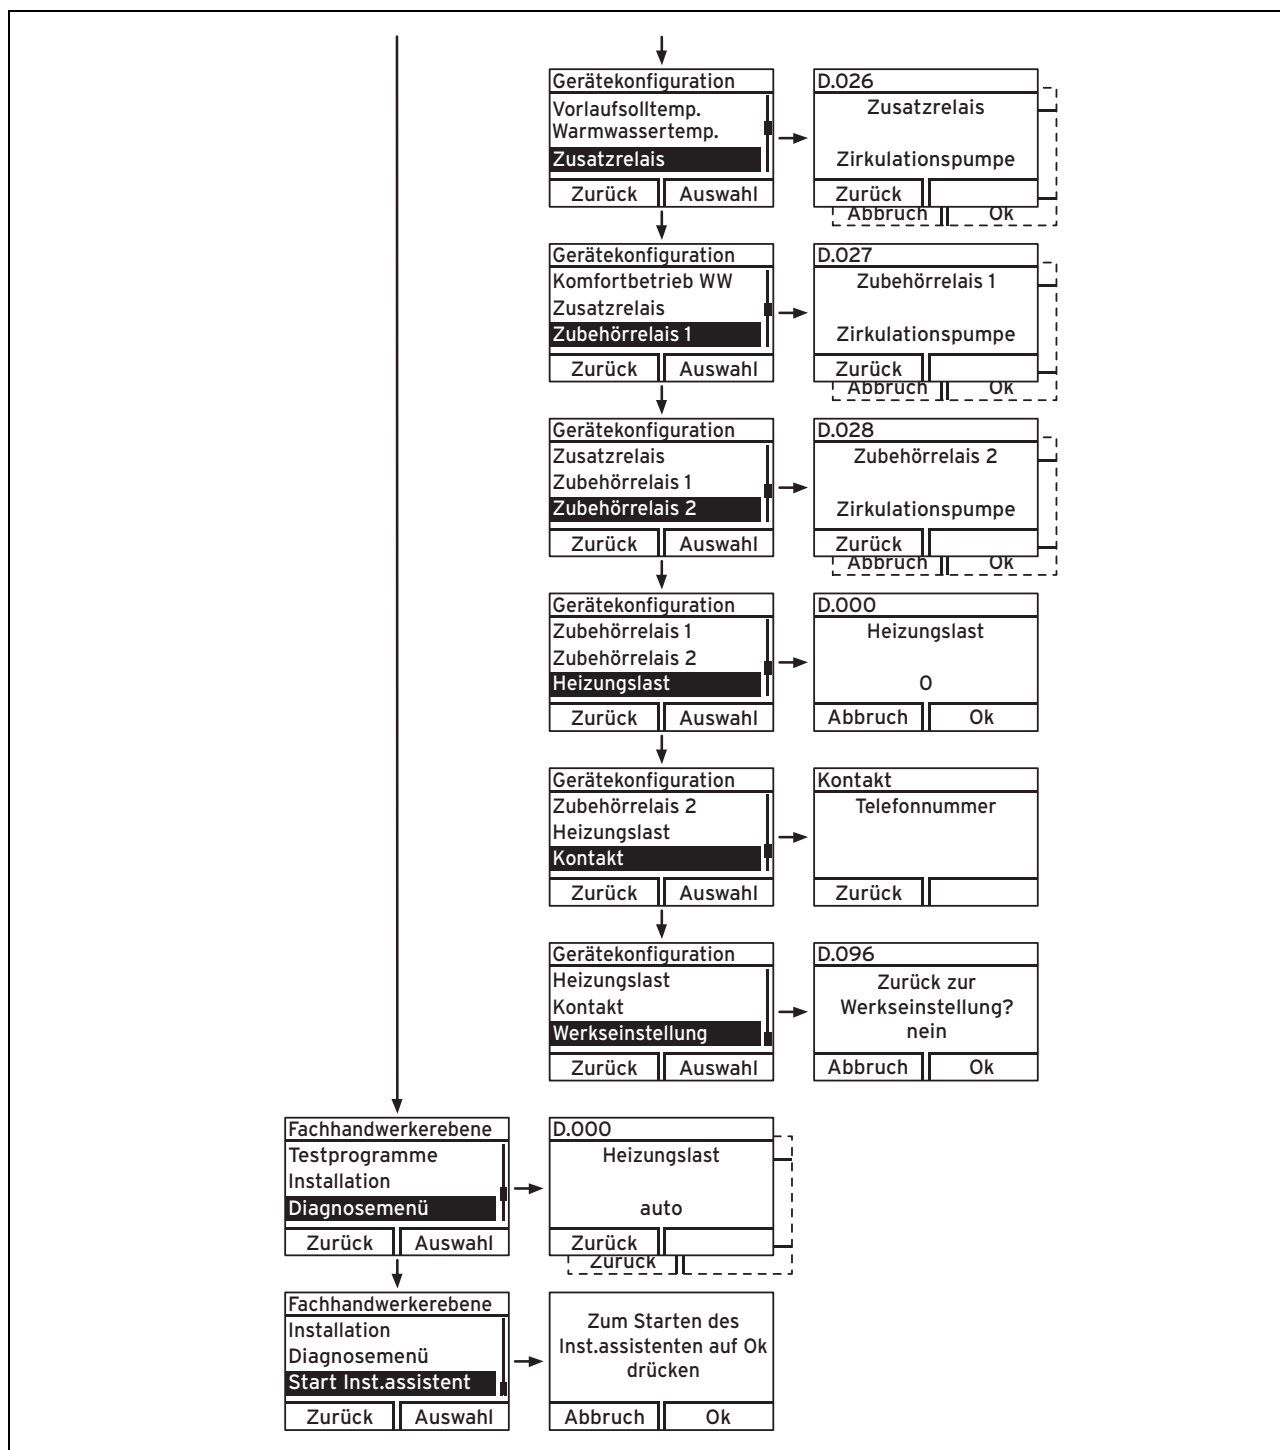 Gerätekonfiguration
Vorlaufsolltemp.
Warmwassertemp.
Zusatzrelais
Zurück Auswahl
D.026
Zusatzrelais
Zirkulationspumpe
Zurück
Abbruch Ok
Gerätekonfiguration
Komfortbetrieb WW
Zusatzrelais
Zubehörrelais 1
Zurück Auswahl
D.027
Zubehörrelais 1
Zirkulationspumpe
Zurück
Abbruch Ok
Gerätekonfiguration
Zusatzrelais
Zubehörrelais 1
Zubehörrelais 2
Zurück Auswahl
D.028
Zubehörrelais 2
Zirkulationspumpe
Zurück
Abbruch Ok
Gerätekonfiguration
Zubehörrelais 1
Zubehörrelais 2
Heizungslast
Zurück Auswahl
D.000
Heizungslast
0
Abbruch Ok
Gerätekonfiguration
Zubehörrelais 2
Heizungslast
Kontakt
Zurück Auswahl
Kontakt
Telefonnummer
Zurück
Gerätekonfiguration
Heizungslast
Kontakt
Werkseinstellung
Zurück Auswahl
D.096
Zurück zur
Werkseinstellung?
nein
Abbruch Ok
Fachhandwerkerebene
Testprogramme
Installation
Diagnosemenü
Zurück Auswahl
D.000
Heizungslast
auto
Zurück
Zurück
Fachhandwerkerebene
Installation
Diagnosemenü
Start Inst.assistent
Zurück Auswahl
Zum Starten des
Inst.assistenten auf Ok
drücken
Abbruch Ok